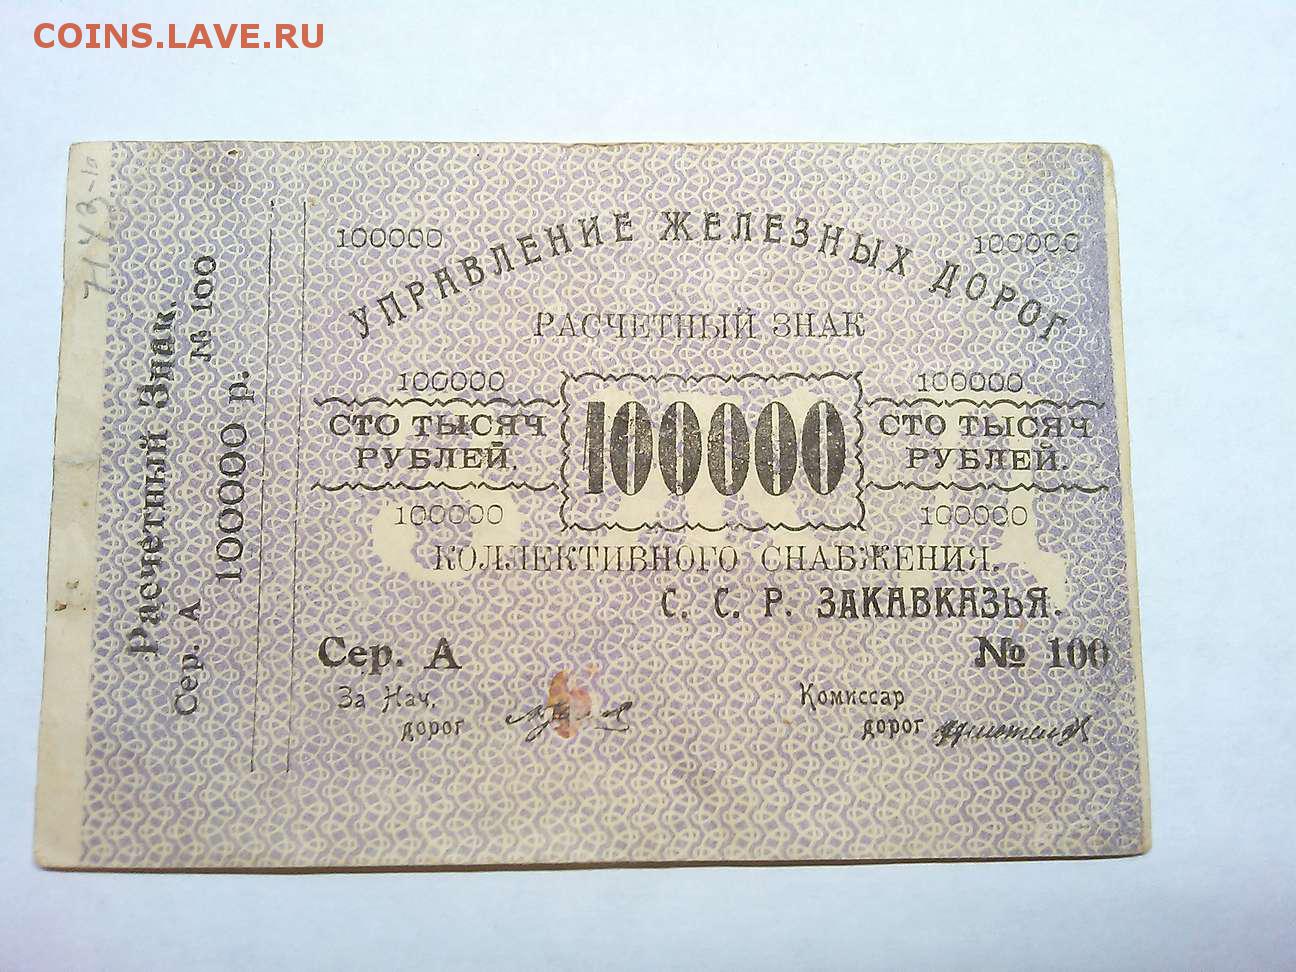 COINS.LAVE.RU
7143-10
Расчетный Знак.
Сер. А № 100
100000 р.
100000 100000
УПРАВЛЕНИЕ ЖЕЛЕЗНЫХ ДОРОГ
РАСЧЕТНЫЙ ЗНАК
100000 100000
СТО ТЫСЯЧ 100000 СТО ТЫСЯЧ
РУБЛЕЙ. РУБЛЕЙ.
100000 100000
КОЛЛЕКТИВНОГО СНАБЖЕНИЯ.
С. С. Р. ЗАКАВКАЗЬЯ.
Сер. А № 100
За Нач. Комиссар
дорог дорог